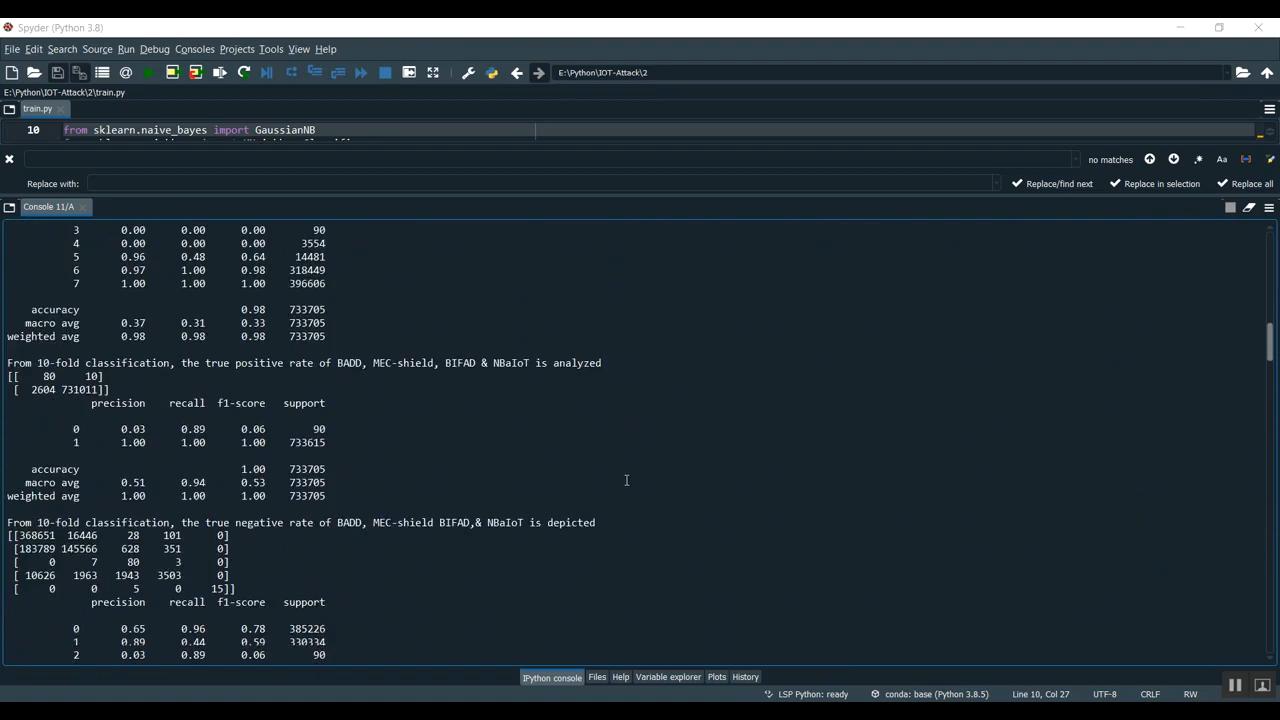 Spyder (Python 3.8)
File Edit Search Source Run Debug Consoles Projects Tools View Help
E:\Python\IOT-Attack\2
E:\Python\IOT-Attack\2\train.py
train.py
10 from sklearn.naive_bayes import GaussianNB
no matches
Replace with: Replace/find next Replace in selection Replace all
Console 11/A
3 0.00 0.00 0.00 90
4 0.00 0.00 0.00 3554
5 0.96 0.48 0.64 14481
6 0.97 1.00 0.98 318449
7 1.00 1.00 1.00 396606
accuracy 0.98 733705
macro avg 0.37 0.31 0.33 733705
weighted avg 0.98 0.98 0.98 733705
From 10-fold classification, the true positive rate of BADD, MEC-shield, BIFAD & NBaIoT is analyzed
[[ 80 10]
[ 2604 731011]]
precision recall f1-score support
0 0.03 0.89 0.06 90
1 1.00 1.00 1.00 733615
accuracy 1.00 733705
macro avg 0.51 0.94 0.53 733705
weighted avg 1.00 1.00 1.00 733705
From 10-fold classification, the true negative rate of BADD, MEC-shield BIFAD,& NBaIoT is depicted
[[368651 16446 28 101 0]
[183789 145566 628 351 0]
[ 0 7 80 3 0]
[ 10626 1963 1943 3503 0]
[ 0 0 5 0 15]]
precision recall f1-score support
0 0.65 0.96 0.78 385226
1 0.89 0.44 0.59 330334
2 0.03 0.89 0.06 90
IPython console Files Help Variable explorer Plots History
LSP Python: ready conda: base (Python 3.8.5) Line 10, Col 27 UTF-8 CRLF RW